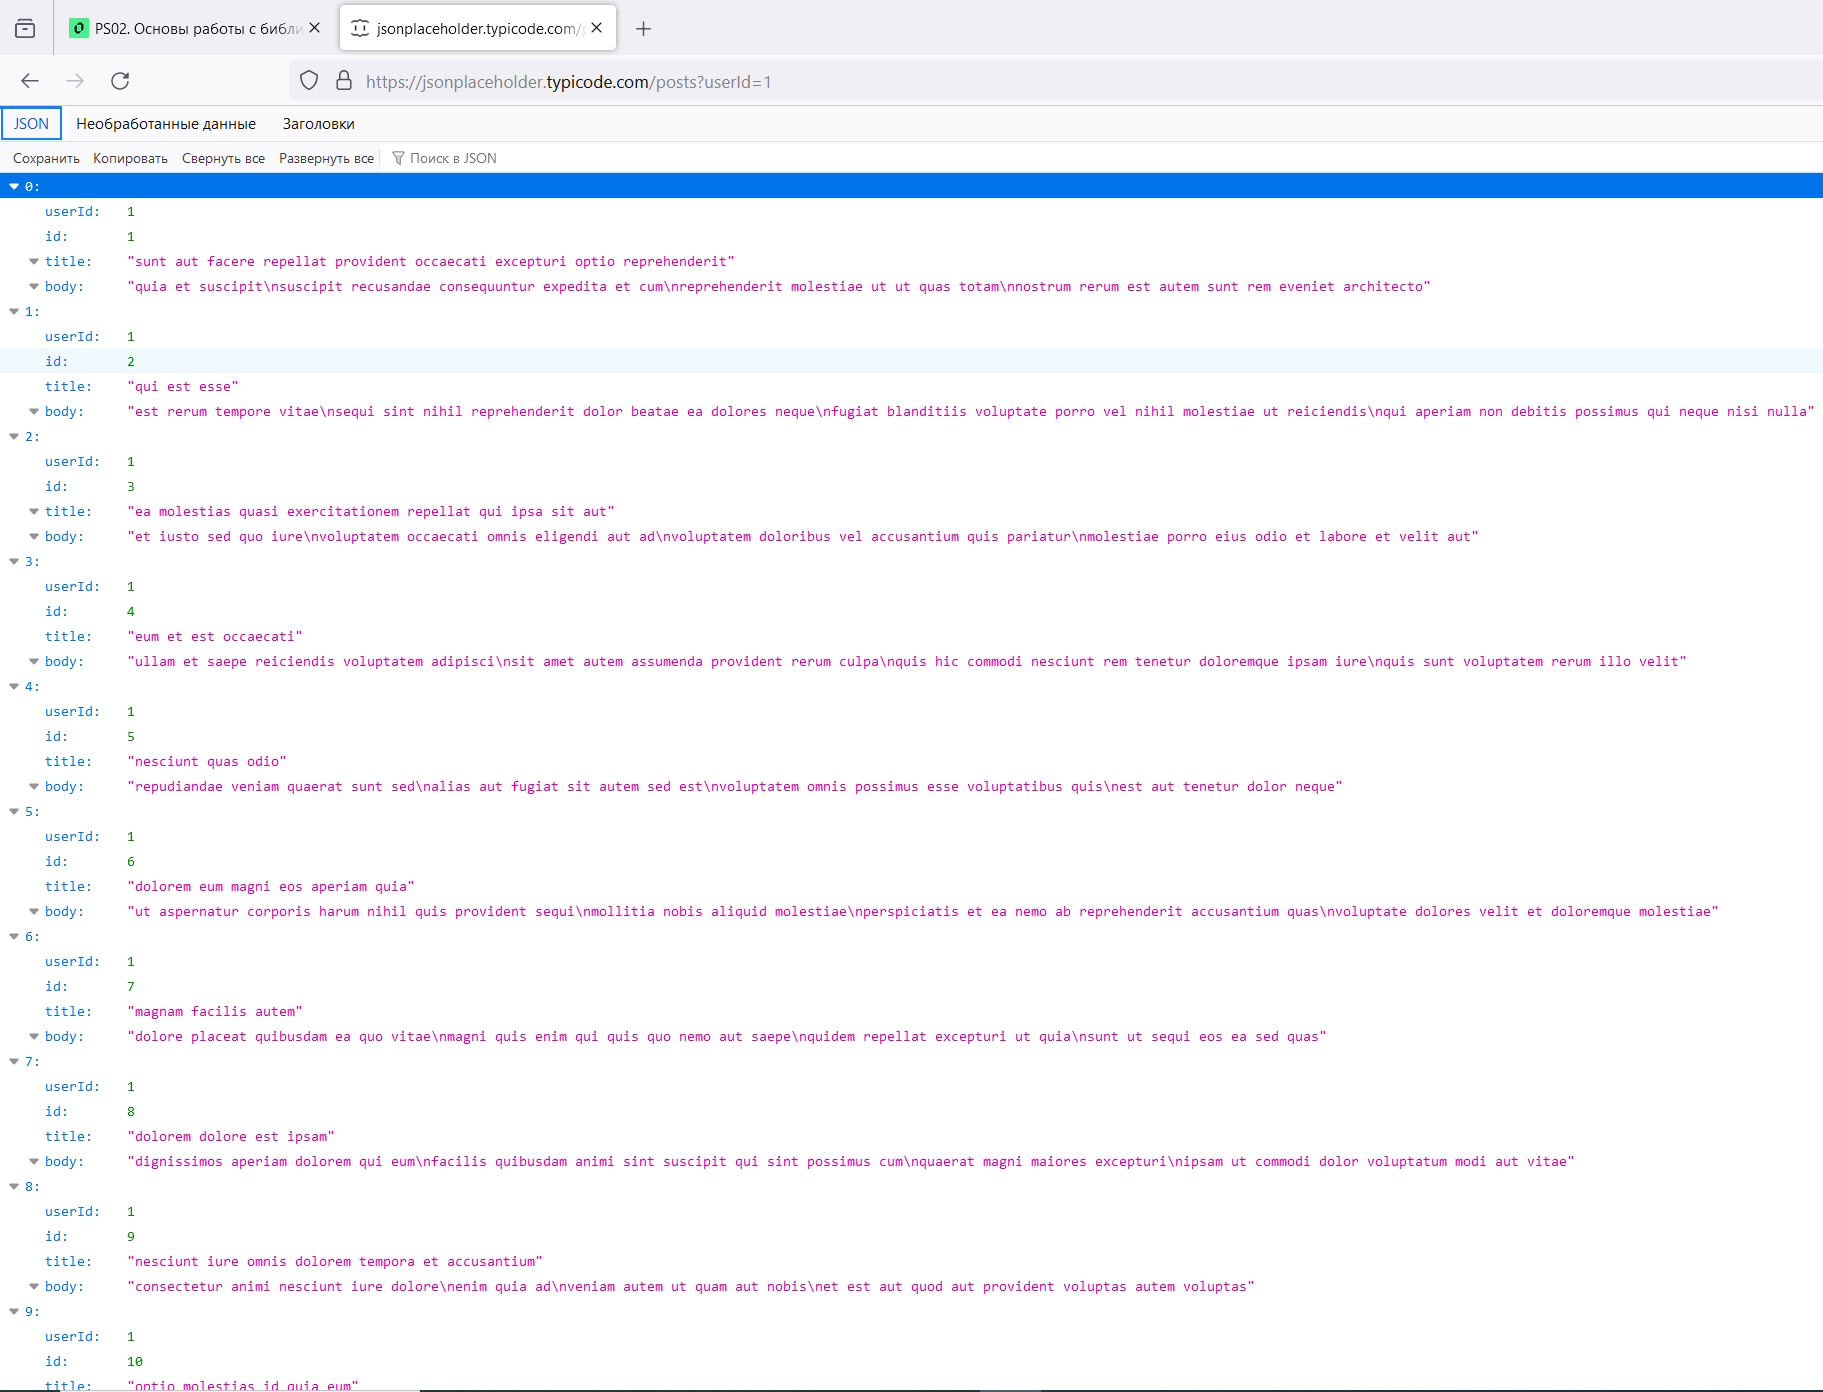 PS02. Основы работы с библи
jsonplaceholder.typicode.com/
https://jsonplaceholder.typicode.com/posts?userId=1
JSON Необработанные данные Заголовки
Сохранить Копировать Свернуть все Развернуть все Поиск в JSON
0:
userId: 1
id: 1
title: "sunt aut facere repellat provident occaecati excepturi optio reprehenderit"
body: "quia et suscipit\nsuscipit recusandae consequuntur expedita et cum\nreprehenderit molestiae ut ut quas totam\nnostrum rerum est autem sunt rem eveniet architecto"
1:
userId: 1
id: 2
title: "qui est esse"
body: "est rerum tempore vitae\nsequi sint nihil reprehenderit dolor beatae ea dolores neque\nfugiat blanditiis voluptate porro vel nihil molestiae ut reiciendis\nqui aperiam non debitis possimus qui neque nisi nulla"
2:
userId: 1
id: 3
title: "ea molestias quasi exercitationem repellat qui ipsa sit aut"
body: "et iusto sed quo iure\nvoluptatem occaecati omnis eligendi aut ad\nvoluptatem doloribus vel accusantium quis pariatur\nmolestiae porro eius odio et labore et velit aut"
3:
userId: 1
id: 4
title: "eum et est occaecati"
body: "ullam et saepe reiciendis voluptatem adipisci\nsit amet autem assumenda provident rerum culpa\nquis hic commodi nesciunt rem tenetur doloremque ipsam iure\nquis sunt voluptatem rerum illo velit"
4:
userId: 1
id: 5
title: "nesciunt quas odio"
body: "repudiandae veniam quaerat sunt sed\nalias aut fugiat sit autem sed est\nvoluptatem omnis possimus esse voluptatibus quis\nest aut tenetur dolor neque"
5:
userId: 1
id: 6
title: "dolorem eum magni eos aperiam quia"
body: "ut aspernatur corporis harum nihil quis provident sequi\nmollitia nobis aliquid molestiae\nperspiciatis et ea nemo ab reprehenderit accusantium quas\nvoluptate dolores velit et doloremque molestiae"
6:
userId: 1
id: 7
title: "magnam facilis autem"
body: "dolore placeat quibusdam ea quo vitae\nmagni quis enim qui quis quo nemo aut saepe\nquidem repellat excepturi ut quia\nsunt ut sequi eos ea sed quas"
7:
userId: 1
id: 8
title: "dolorem dolore est ipsam"
body: "dignissimos aperiam dolorem qui eum\nfacilis quibusdam animi sint suscipit qui sint possimus cum\nquaerat magni maiores excepturi\nipsam ut commodi dolor voluptatum modi aut vitae"
8:
userId: 1
id: 9
title: "nesciunt iure omnis dolorem tempora et accusantium"
body: "consectetur animi nesciunt iure dolore\nenim quia ad\nveniam autem ut quam aut nobis\net est aut quod aut provident voluptas autem voluptas"
9:
userId: 1
id: 10
title: "optio molestias id quia eum"